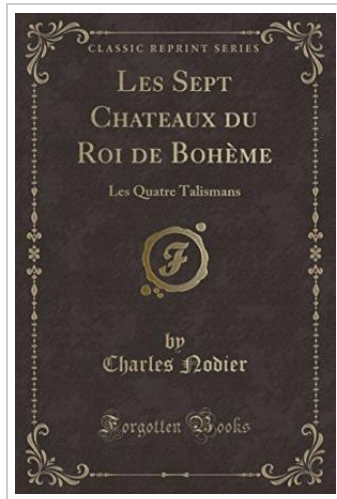 CLASSIC REPRINT SERIES
LES SEPT
CHATEAUX DU
ROI DE BOHÈME
Les Quatre Talismans
F
by
Charles Nodier
Forgotten Books